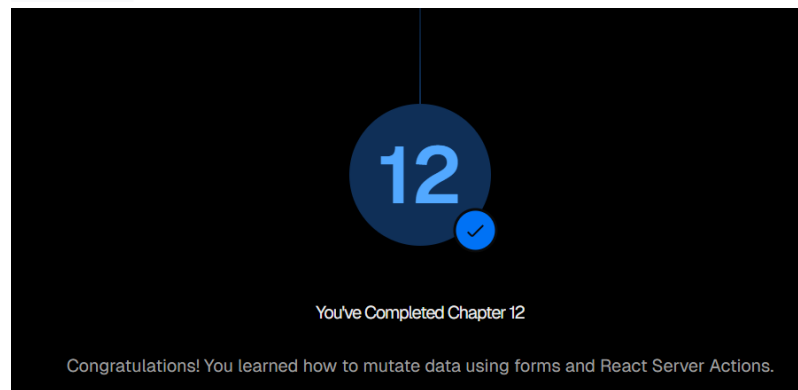 12
You've Completed Chapter 12
Congratulations! You learned how to mutate data using forms and React Server Actions.